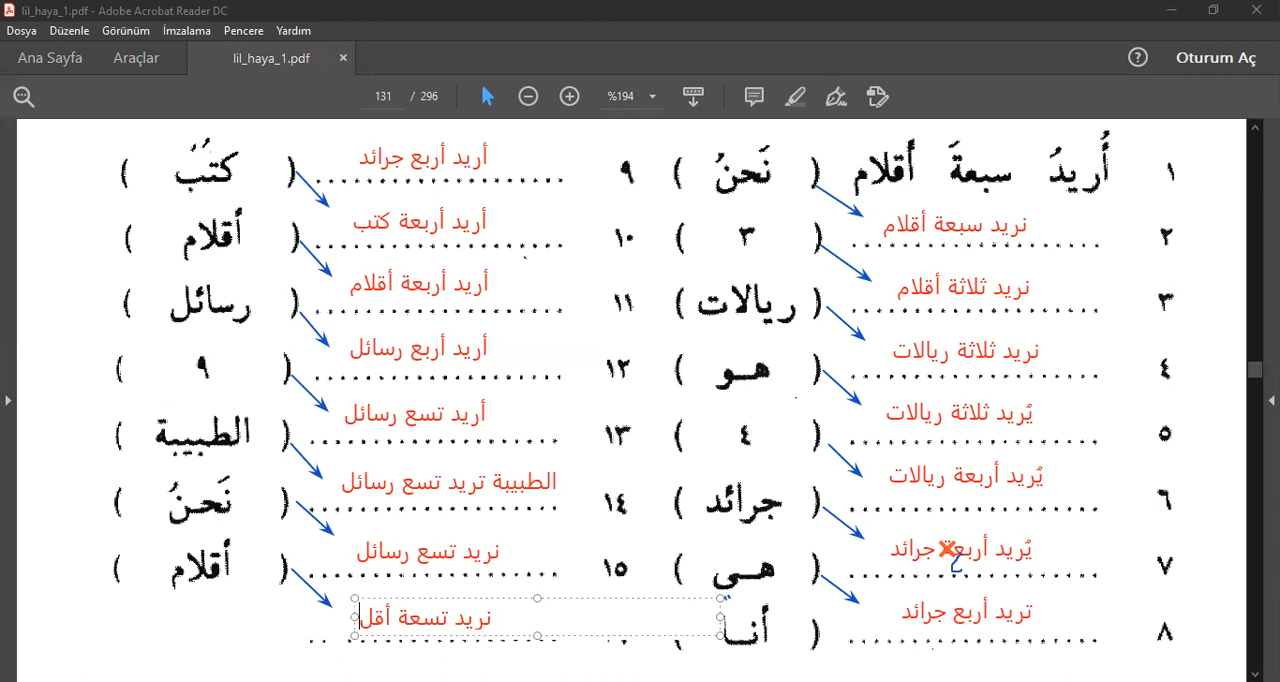 lil_haya_1.pdf - Adobe Acrobat Reader DC
Dosya Düzenle Görünüm İmzalama Pencere Yardım
Ana Sayfa Araçlar lil_haya_1.pdf × ? Oturum Aç
131 / 296 %194
١ أُريدُ سبعةَ أقلام ( نَحنُ )
٢ نريد سبعة أقلام ( ٣ )
٣ نريد ثلاثة أقلام ( ريالات )
٤ نريد ثلاثة ريالات ( هـو )
٥ يُريد ثلاثة ريالات ( ٤ )
٦ يُريد أربعة ريالات ( جرائد )
٧ يُريد أربعة جرائد ( هـي )
ع
٨ تريد أربع جرائد ( أنـا )
٩ أريد أربع جرائد ( كتُبُ )
١٠ أريد أربعة كتب ( أقلام )
١١ أريد أربعة أقلام ( رسائل )
١٢ أريد أربع رسائل ( ٩ )
١٣ أريد تسع رسائل ( الطبيبة )
١٤ الطبيبة تريد تسع رسائل ( نَحنُ )
١٥ نريد تسع رسائل ( أقلام )
نريد تسعة أقل